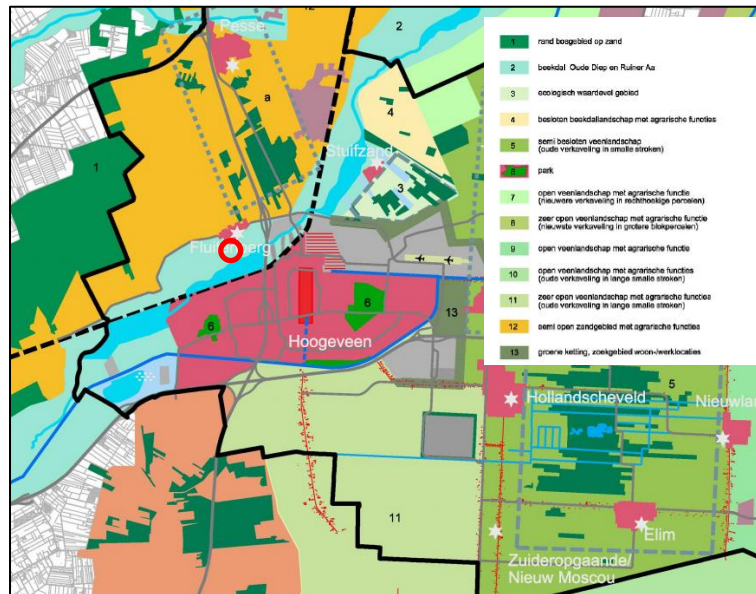 Pesse
2
1
rand bosgebied op zand
2
beekdal Oude Diep en Ruiner Aa
3
ecologisch waardevol gebied
4
besloten beekdallandschap met agrarische functies
5
semi besloten veenlandschap
(oude verkaveling in smalle stroken)
6
park
7
open veenlandschap met agrarische functie
(nieuwere verkaveling in rechthoekige percelen)
8
zeer open veenlandschap met agrarische functie
(nieuwste verkaveling in grotere blokpercelen)
9
open veenlandschap met agrarische functie
10
open veenlandschap met agrarische functies
(oude verkaveling in lange smalle stroken)
11
zeer open veenlandschap met agrarische functies
(oude verkaveling in lange smalle stroken)
12
semi open zandgebied met agrarische functies
13
groene ketting, zoekgebied woon-/werklocaties
a
4
1
Stuifzand
3
Fluitenberg
6
6
13
Hoogeveen
5
Hollandscheveld
Nieuwlan
11
Elim
Zuideropgaande/
Nieuw Moscou